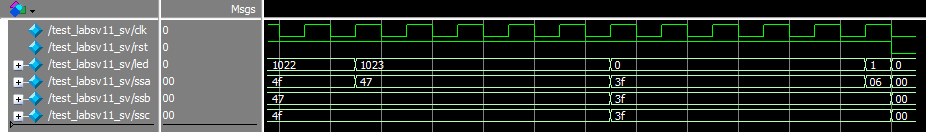 Msgs
/test_labsv11_sv/clk 0
/test_labsv11_sv/rst 0
/test_labsv11_sv/led 0 1022 1023 0 1 0
/test_labsv11_sv/ssa 00 4f 47 3f 06 00
/test_labsv11_sv/ssb 00 47 3f 00
/test_labsv11_sv/ssc 00 4f 3f 00